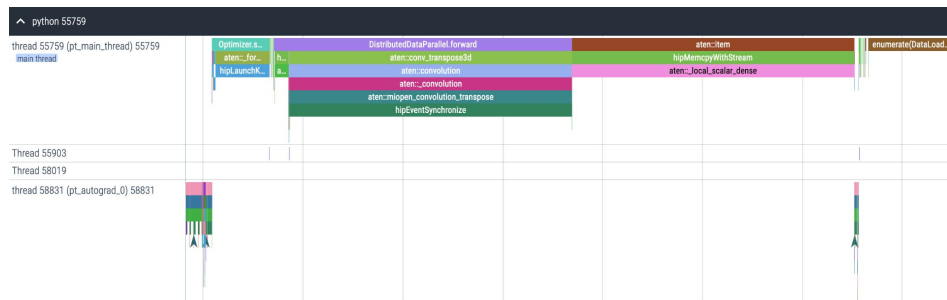 python 55759
thread 55759 (pt_main_thread) 55759
main thread
Optimizer.s... DistributedDataParallel.forward aten::item enumerate(DataLoad.
aten::_for... h... aten::conv_transpose3d hipMemcpyWithStream
hipLaunchK... a... aten::convolution aten::_local_scalar_dense
aten::_convolution
aten::miopen_convolution_transpose
hipEventSynchronize
Thread 55903
Thread 58019
thread 58831 (pt_autograd_0) 58831